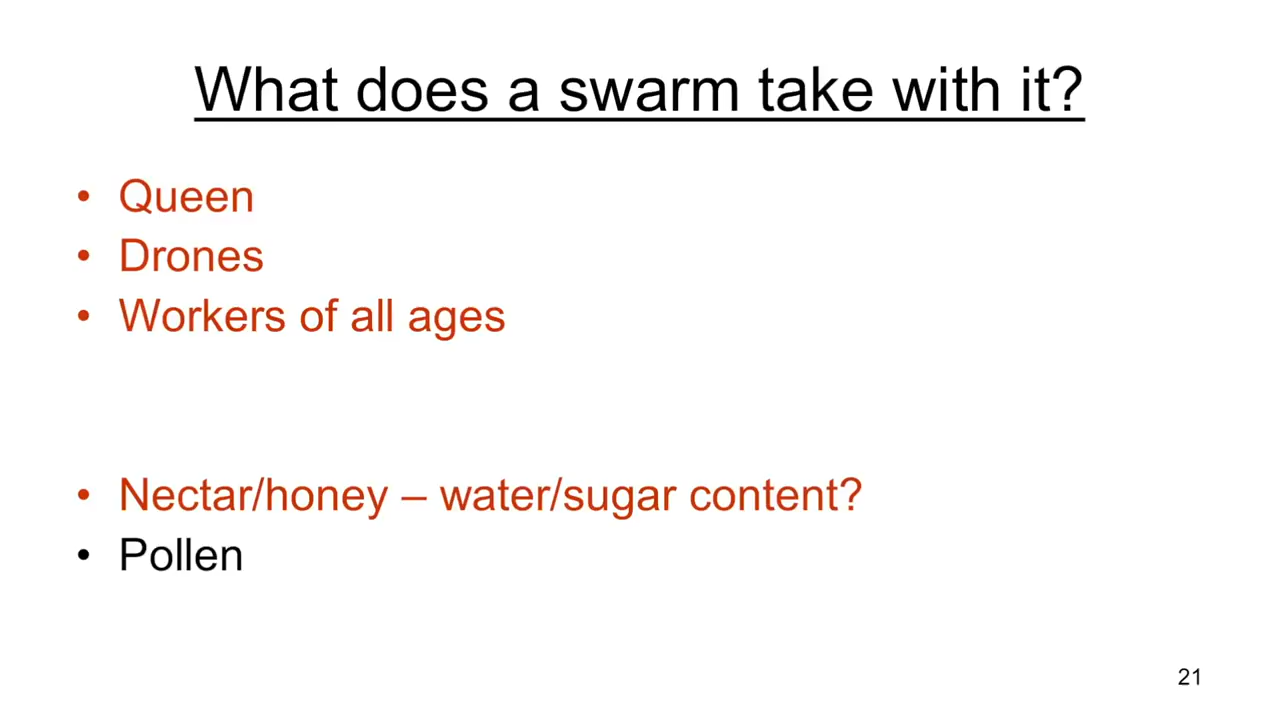 What does a swarm take with it?
• Queen
• Drones
• Workers of all ages
• Nectar/honey – water/sugar content?
• Pollen
21